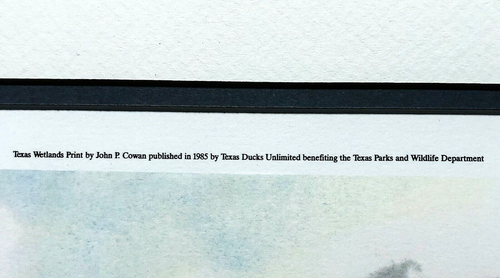 Texas Wetlands Print by John P. Cowan published in 1985 by Texas Ducks Unlimited benefiting the Texas Parks and Wildlife Department